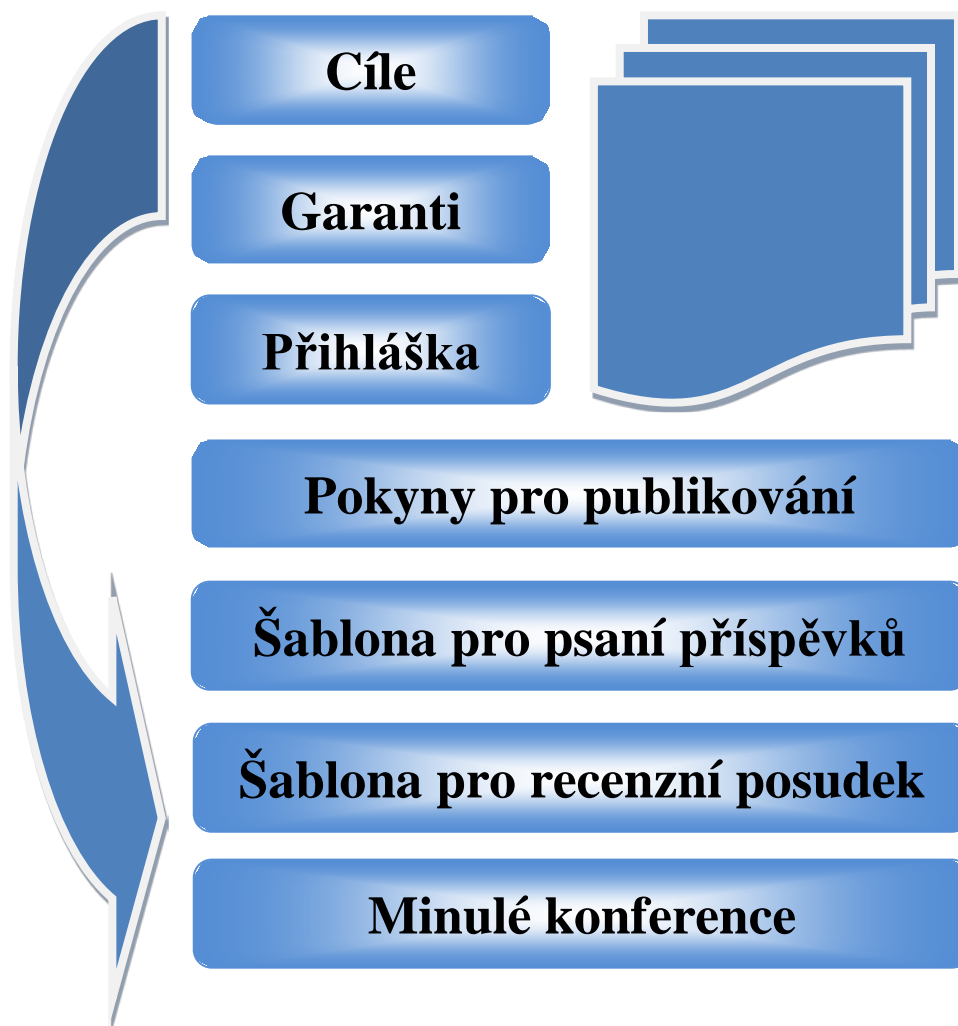 Cíle
Garanti
Přihláška
Pokyny pro publikování
Šablona pro psaní příspěvků
Šablona pro recenzní posudek
Minulé konference